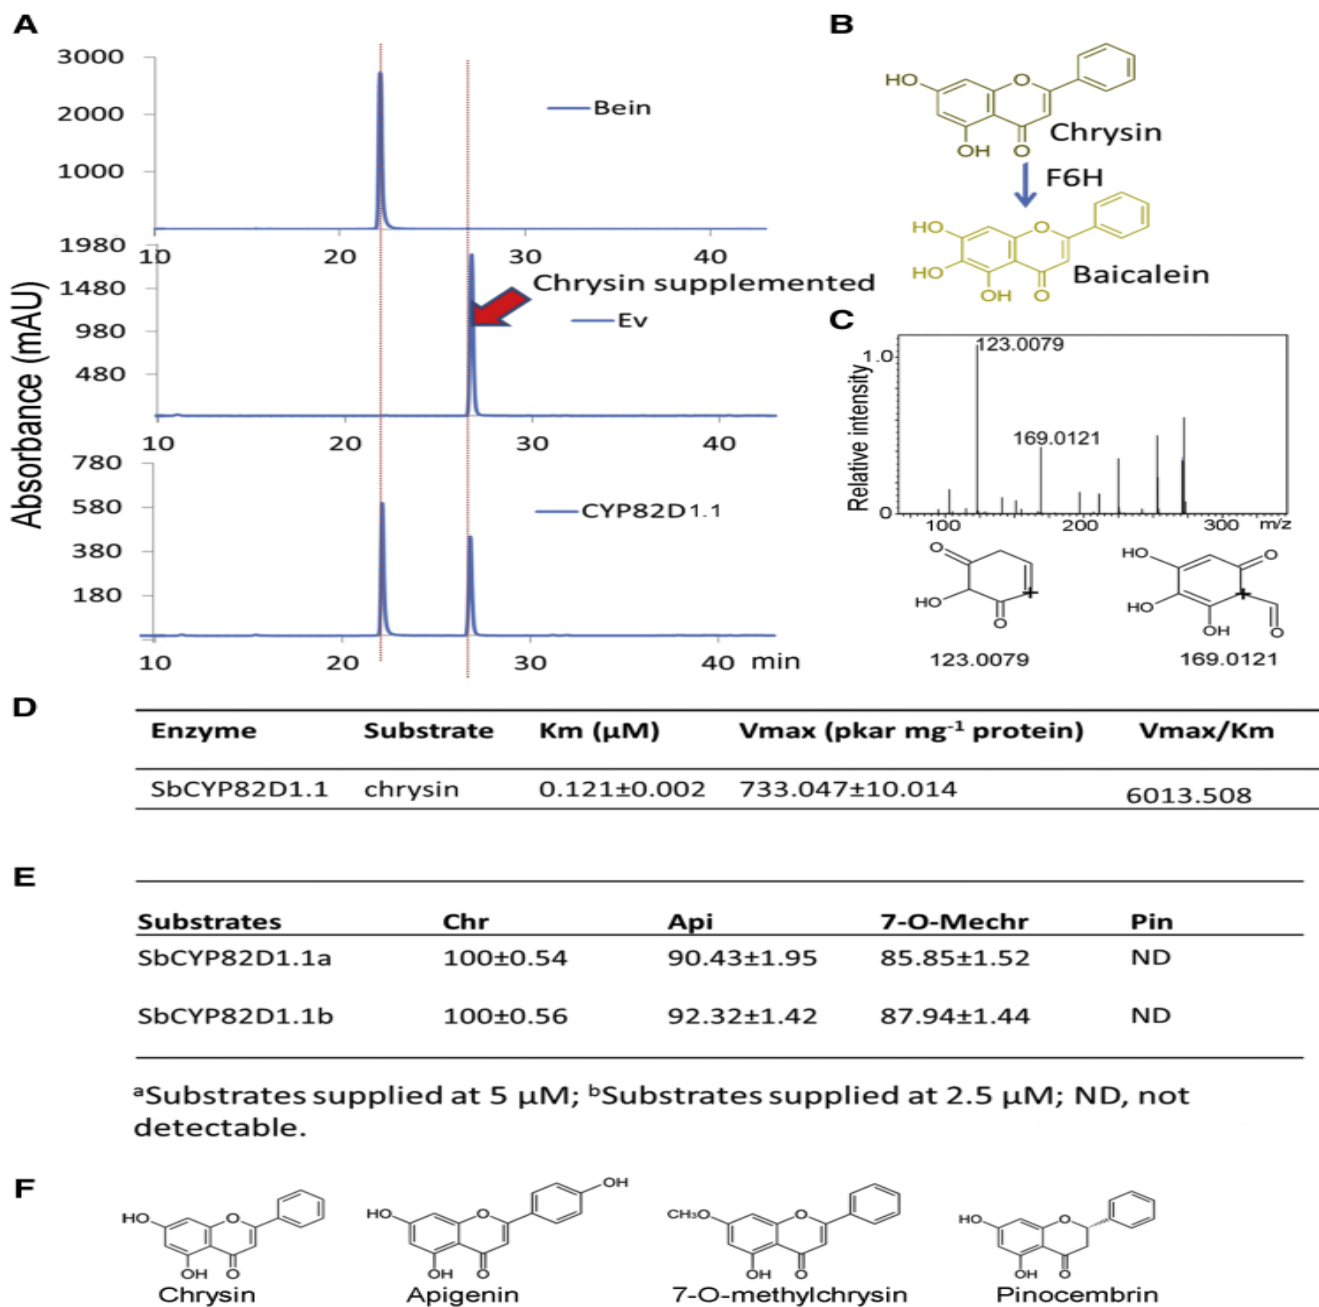 A
3000
2000
1000
Bein
10 20 30 40
1980
1480
980
480
Chrysin supplemented
Ev
10 20 30 40
780
580
380
180
CYP82D1.1
10 20 30 40 min
Absorbance (mAU)
B
HO
O
OH O
Chrysin
F6H
HO
O
HO
OH O
Baicalein
C
Relative intensity
1.0
0
123.0079
169.0121
100 200 300 m/z
O
HO
O
+
123.0079
HO
O
HO
OH
+
O
169.0121
D
Enzyme Substrate Km (μM) Vmax (pkar mg⁻¹ protein) Vmax/Km
SbCYP82D1.1 chrysin 0.121±0.002 733.047±10.014 6013.508
E
Substrates Chr Api 7-O-Mechr Pin
SbCYP82D1.1a 100±0.54 90.43±1.95 85.85±1.52 ND
SbCYP82D1.1b 100±0.56 92.32±1.42 87.94±1.44 ND
ᵃSubstrates supplied at 5 μM; ᵇSubstrates supplied at 2.5 μM; ND, not
detectable.
F
HO
O
OH O
Chrysin
HO
O
OH
OH O
Apigenin
CH₃O
O
OH O
7-O-methylchrysin
HO
O
OH O
Pinocembrin